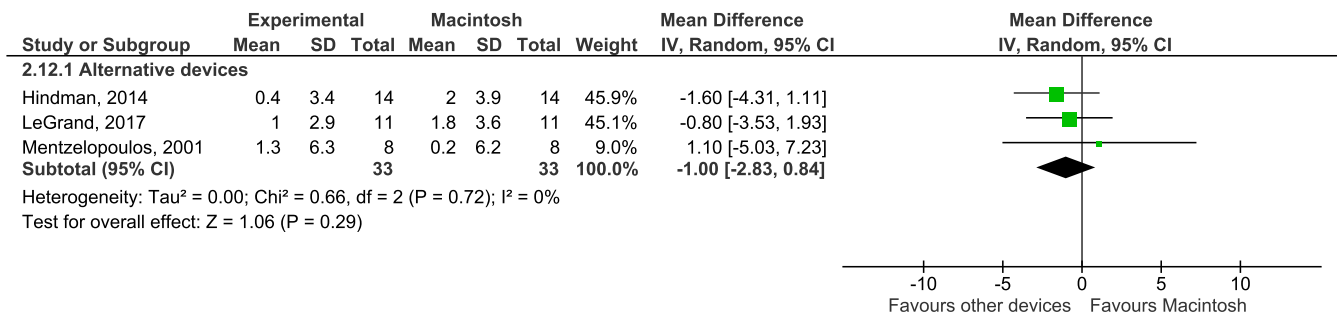 Experimental Macintosh Mean Difference Mean Difference
Study or Subgroup Mean SD Total Mean SD Total Weight IV, Random, 95% CI IV, Random, 95% CI
2.12.1 Alternative devices
Hindman, 2014 0.4 3.4 14 2 3.9 14 45.9% -1.60 [-4.31, 1.11]
LeGrand, 2017 1 2.9 11 1.8 3.6 11 45.1% -0.80 [-3.53, 1.93]
Mentzelopoulos, 2001 1.3 6.3 8 0.2 6.2 8 9.0% 1.10 [-5.03, 7.23]
Subtotal (95% CI) 33 33 100.0% -1.00 [-2.83, 0.84]
Heterogeneity: Tau² = 0.00; Chi² = 0.66, df = 2 (P = 0.72); I² = 0%
Test for overall effect: Z = 1.06 (P = 0.29)
-10 -5 0 5 10
Favours other devices Favours Macintosh